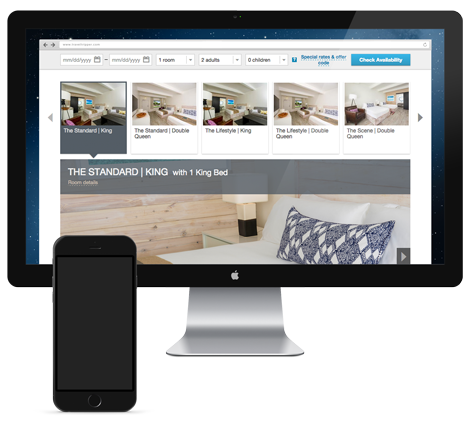 mm/dd/yyyy – mm/dd/yyyy 1 room 2 adults 0 children ? Special rates & offer code Check Availability
The Standard | King
The Standard | Double Queen
The Lifestyle | King
The Lifestyle | Double Queen
The Scene | Double Queen
THE STANDARD | KING with 1 King Bed
Room details